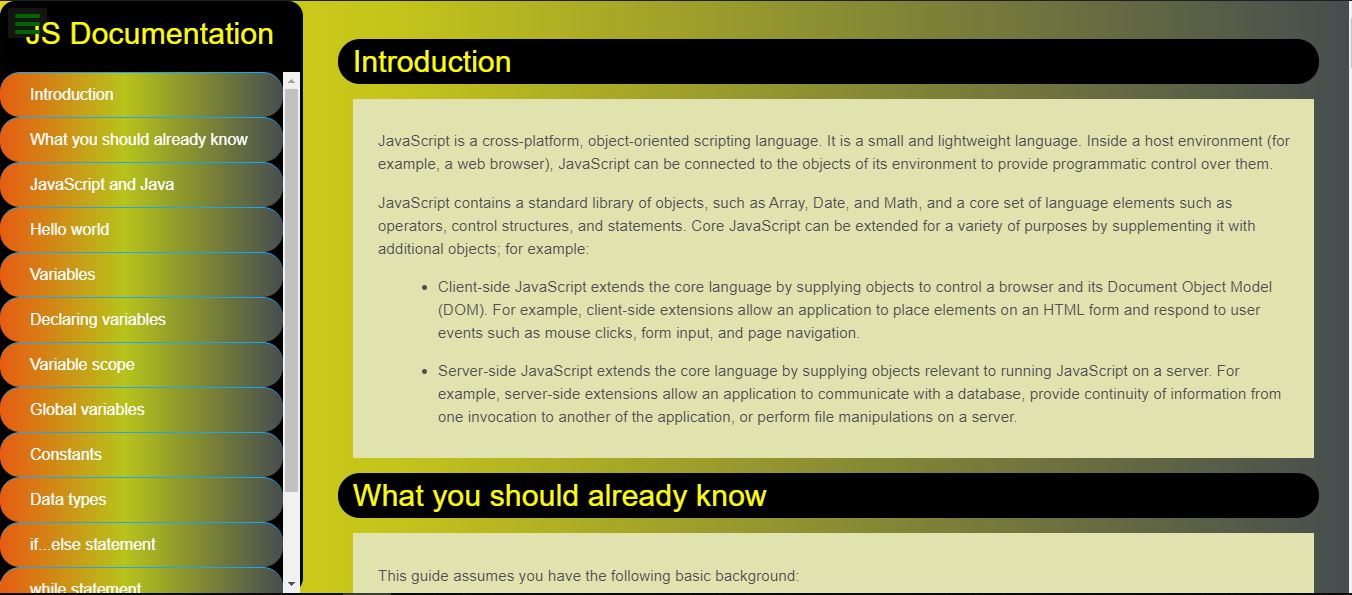 JS Documentation
Introduction
What you should already know
JavaScript and Java
Hello world
Variables
Declaring variables
Variable scope
Global variables
Constants
Data types
if...else statement
while statement
Introduction
JavaScript is a cross-platform, object-oriented scripting language. It is a small and lightweight language. Inside a host environment (for
example, a web browser), JavaScript can be connected to the objects of its environment to provide programmatic control over them.
JavaScript contains a standard library of objects, such as Array, Date, and Math, and a core set of language elements such as
operators, control structures, and statements. Core JavaScript can be extended for a variety of purposes by supplementing it with
additional objects; for example:
• Client-side JavaScript extends the core language by supplying objects to control a browser and its Document Object Model
(DOM). For example, client-side extensions allow an application to place elements on an HTML form and respond to user
events such as mouse clicks, form input, and page navigation.
• Server-side JavaScript extends the core language by supplying objects relevant to running JavaScript on a server. For
example, server-side extensions allow an application to communicate with a database, provide continuity of information from
one invocation to another of the application, or perform file manipulations on a server.
What you should already know
This guide assumes you have the following basic background: